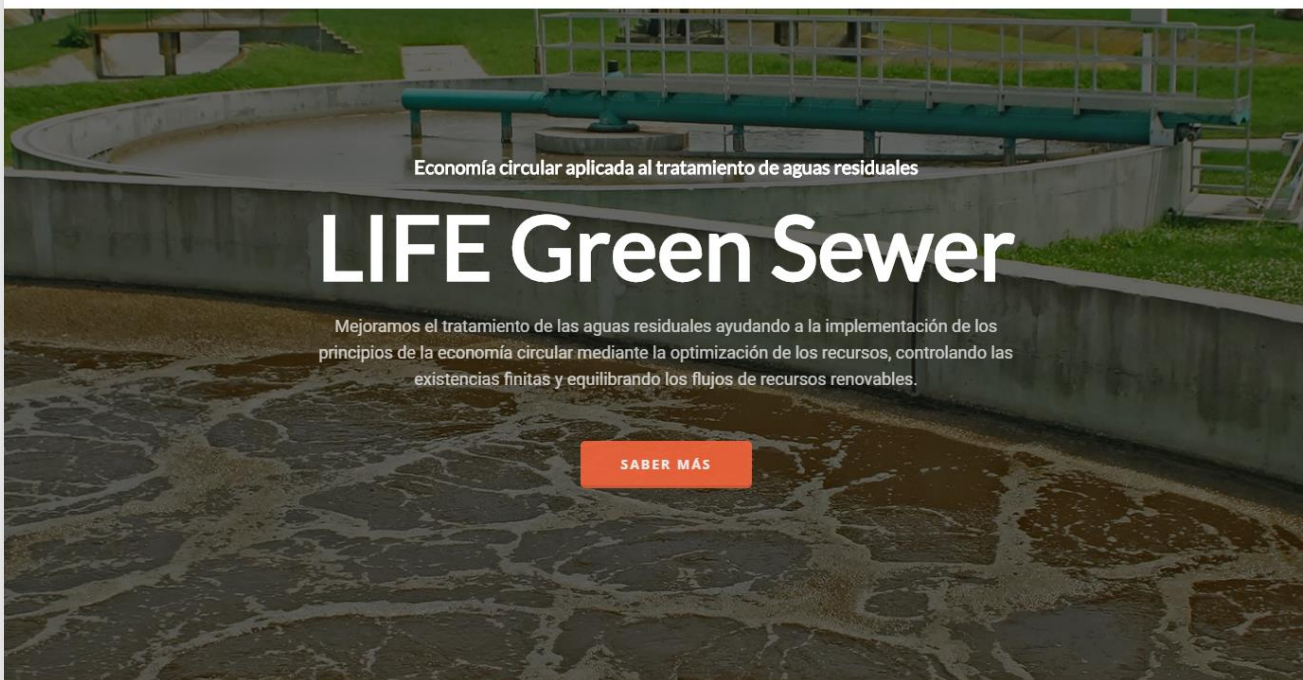 Economía circular aplicada al tratamiento de aguas residuales
LIFE Green Sewer
Mejoramos el tratamiento de las aguas residuales ayudando a la implementación de los
principios de la economía circular mediante la optimización de los recursos, controlando las
existencias finitas y equilibrando los flujos de recursos renovables.
SABER MÁS